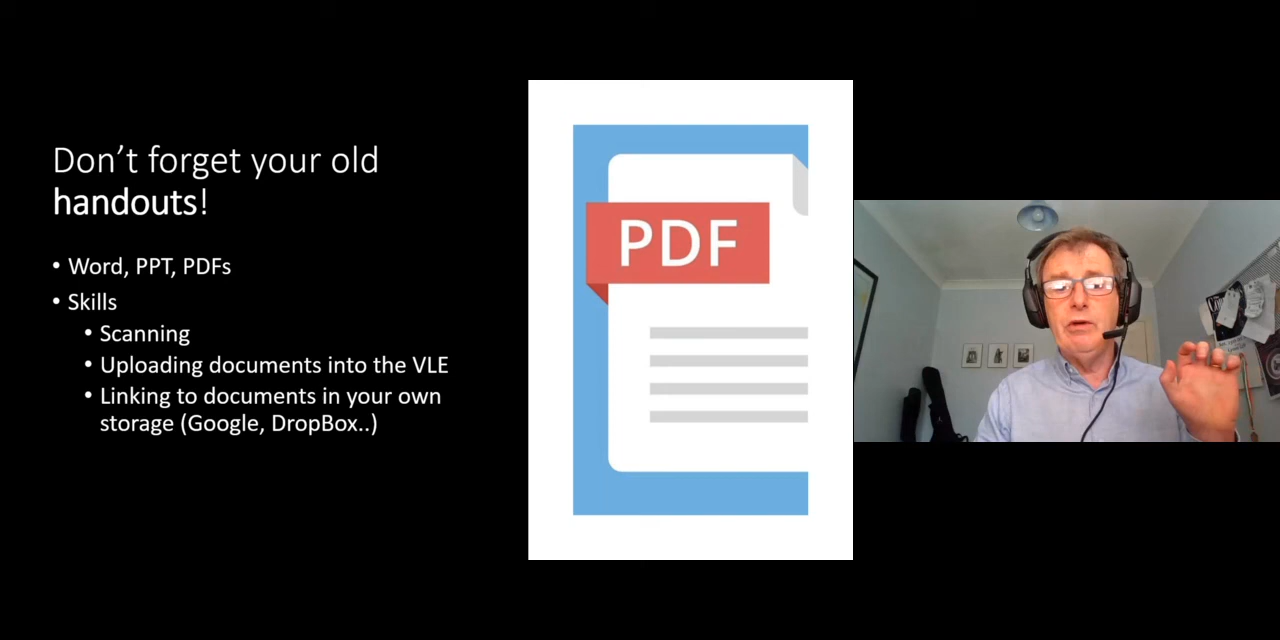 Don’t forget your old
handouts!
• Word, PPT, PDFs
• Skills
• Scanning
• Uploading documents into the VLE
• Linking to documents in your own
storage (Google, DropBox..)
PDF